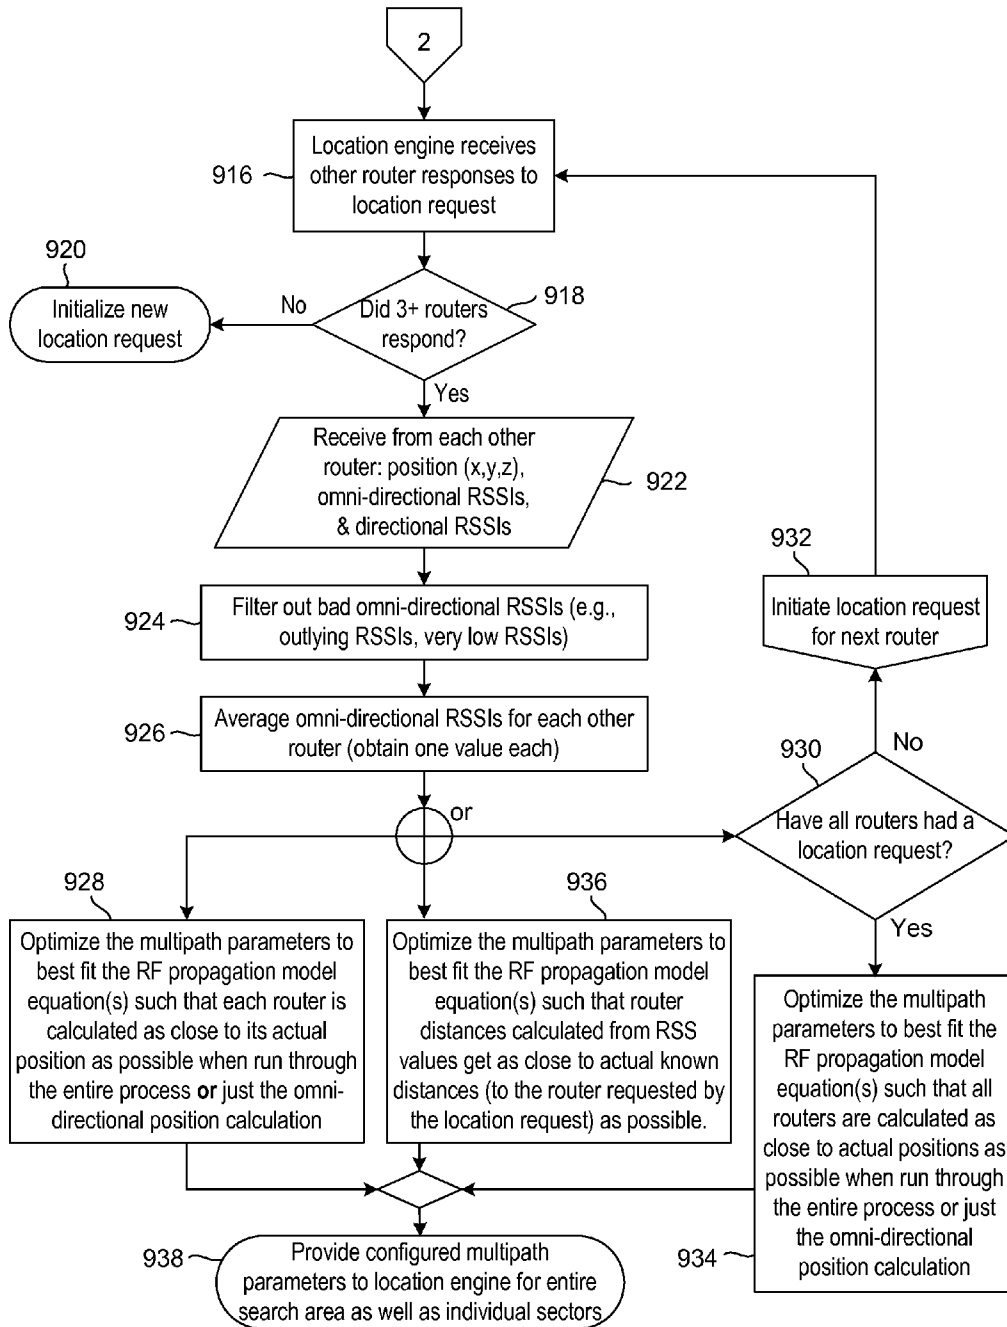 2
916
Location engine receives
other router responses to
location request
920
Initialize new
location request
No
Did 3+ routers
respond?
918
Yes
Receive from each other
router: position (x,y,z),
omni-directional RSSIs,
& directional RSSIs
922
932
Initiate location request
for next router
924
Filter out bad omni-directional RSSIs (e.g.,
outlying RSSIs, very low RSSIs)
926
Average omni-directional RSSIs for each other
router (obtain one value each)
or
No
930
Have all routers had a
location request?
Yes
928
Optimize the multipath parameters to
best fit the RF propagation model
equation(s) such that each router is
calculated as close to its actual
position as possible when run through
the entire process or just the omni-
directional position calculation
936
Optimize the multipath parameters to
best fit the RF propagation model
equation(s) such that router
distances calculated from RSS
values get as close to actual known
distances (to the router requested by
the location request) as possible.
Optimize the multipath
parameters to best fit the
RF propagation model
equation(s) such that all
routers are calculated as
close to actual positions as
possible when run through
the entire process or just
the omni-directional
position calculation
934
938
Provide configured multipath
parameters to location engine for entire
search area as well as individual sectors